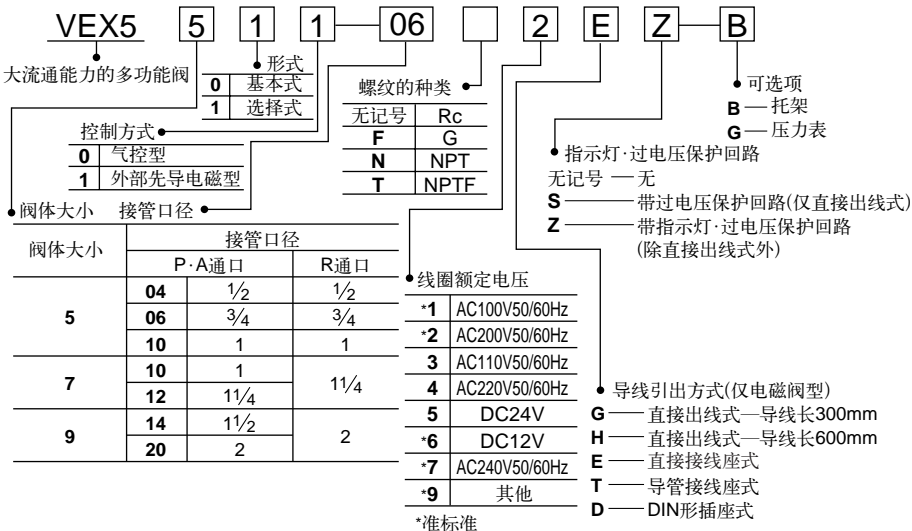 VEX5 5 1 1 — 06 □ 2 E Z — B
大流通能力的多功能阀
形式
0 基本式
1 选择式
控制方式
0 气控型
1 外部先导电磁型
阀体大小 接管口径
阀体大小 接管口径
P·A通口 R通口
5 04 1/2 1/2
06 3/4 3/4
10 1 1
7 10 1 11/4
12 11/4
9 14 11/2 2
20 2
螺纹的种类
无记号 Rc
F G
N NPT
T NPTF
线圈额定电压
*1 AC100V50/60Hz
*2 AC200V50/60Hz
3 AC110V50/60Hz
4 AC220V50/60Hz
5 DC24V
*6 DC12V
*7 AC240V50/60Hz
*9 其他
*准标准
可选项
B — 托架
G — 压力表
指示灯·过电压保护回路
无记号 — 无
S — 带过电压保护回路(仅直接出线式)
Z — 带指示灯·过电压保护回路
(除直接出线式外)
导线引出方式(仅电磁阀型)
G — 直接出线式—导线长300mm
H — 直接出线式—导线长600mm
E — 直接接线座式
T — 导管接线座式
D — DIN形插座式